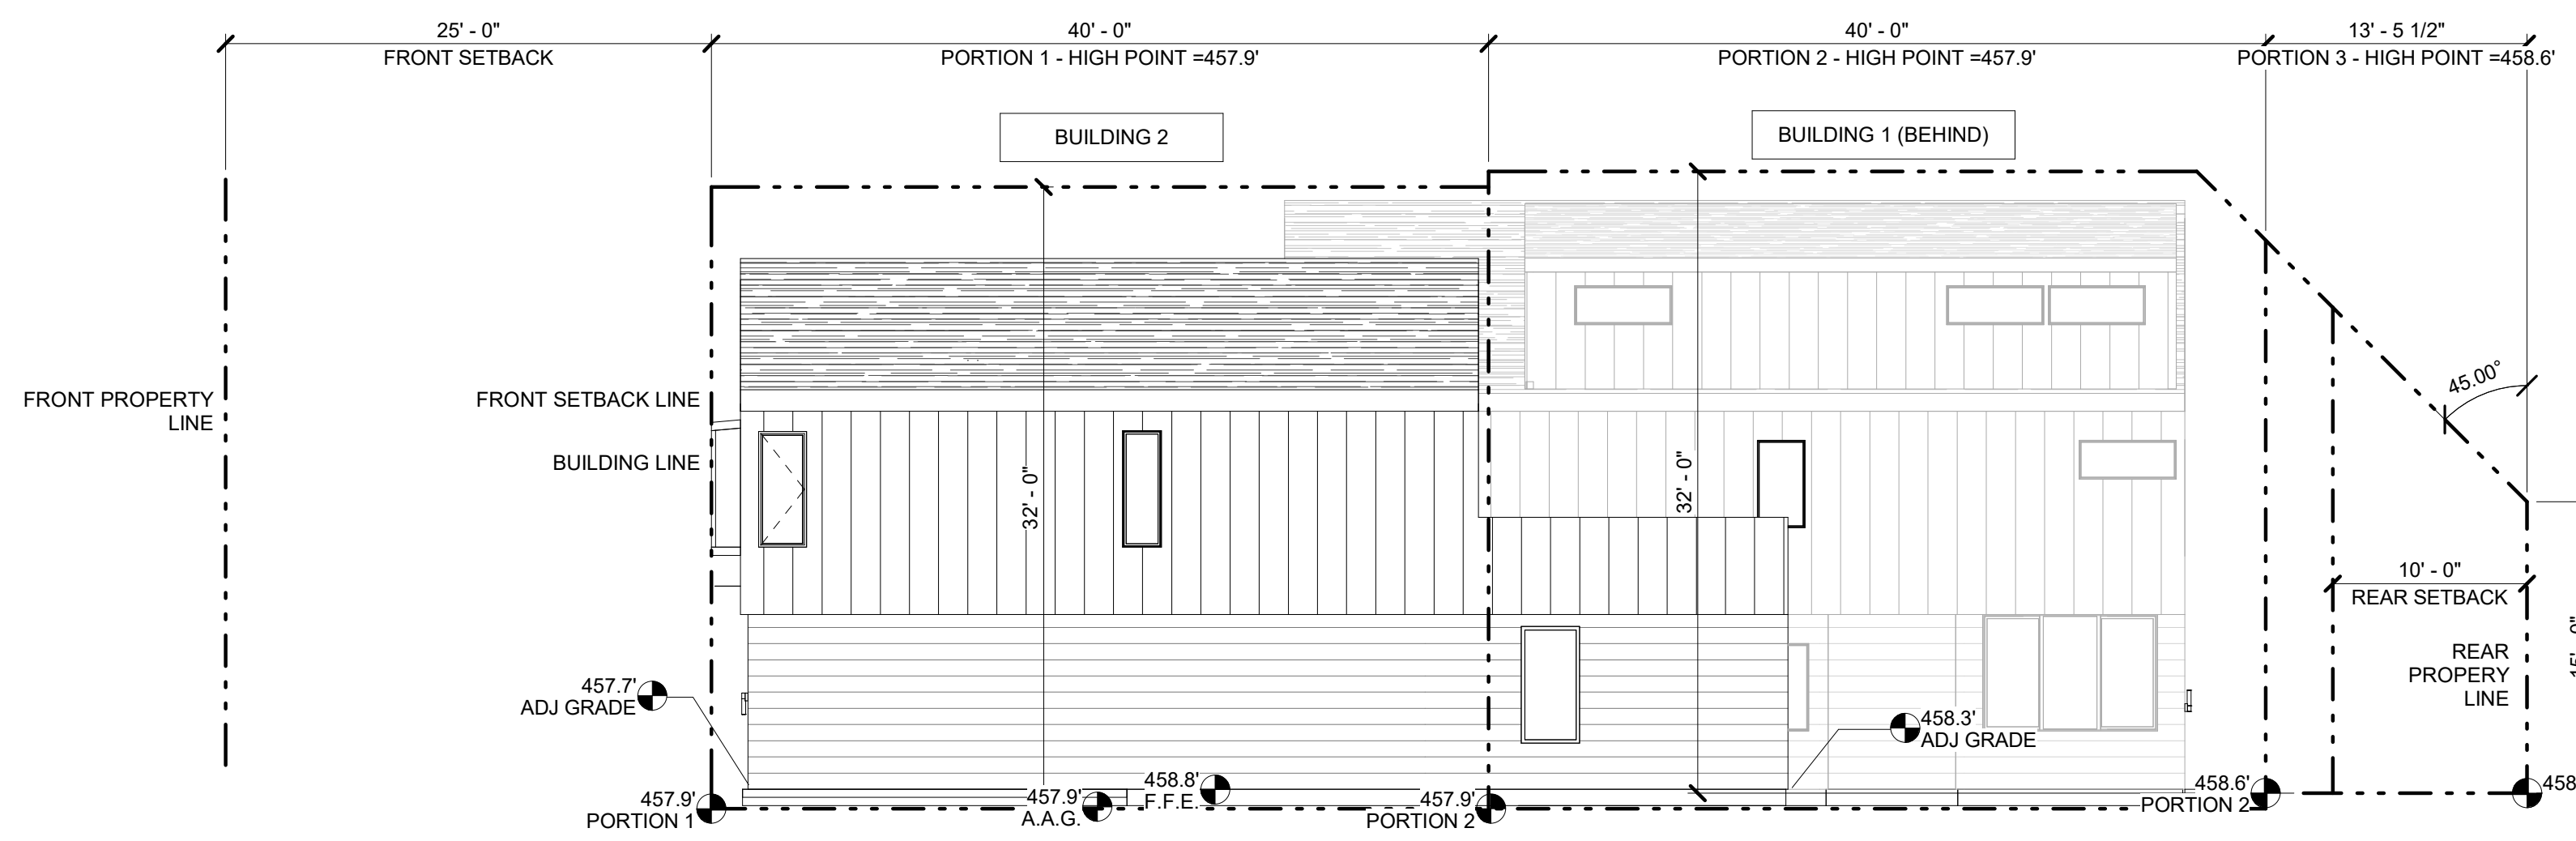 25' - 0"
FRONT SETBACK
40' - 0"
PORTION 1 - HIGH POINT =457.9'
40' - 0"
PORTION 2 - HIGH POINT =457.9'
13' - 5 1/2"
PORTION 3 - HIGH POINT =458.6'
BUILDING 2
BUILDING 1 (BEHIND)
FRONT PROPERTY
LINE
FRONT SETBACK LINE
BUILDING LINE
32' - 0"
32' - 0"
45.00°
10' - 0"
REAR SETBACK
REAR
PROPERY
LINE
457.7'
ADJ GRADE
458.3'
ADJ GRADE
457.9'
PORTION 1
457.9'
A.A.G.
458.8'
F.F.E.
457.9'
PORTION 2
458.6'
PORTION 2
458